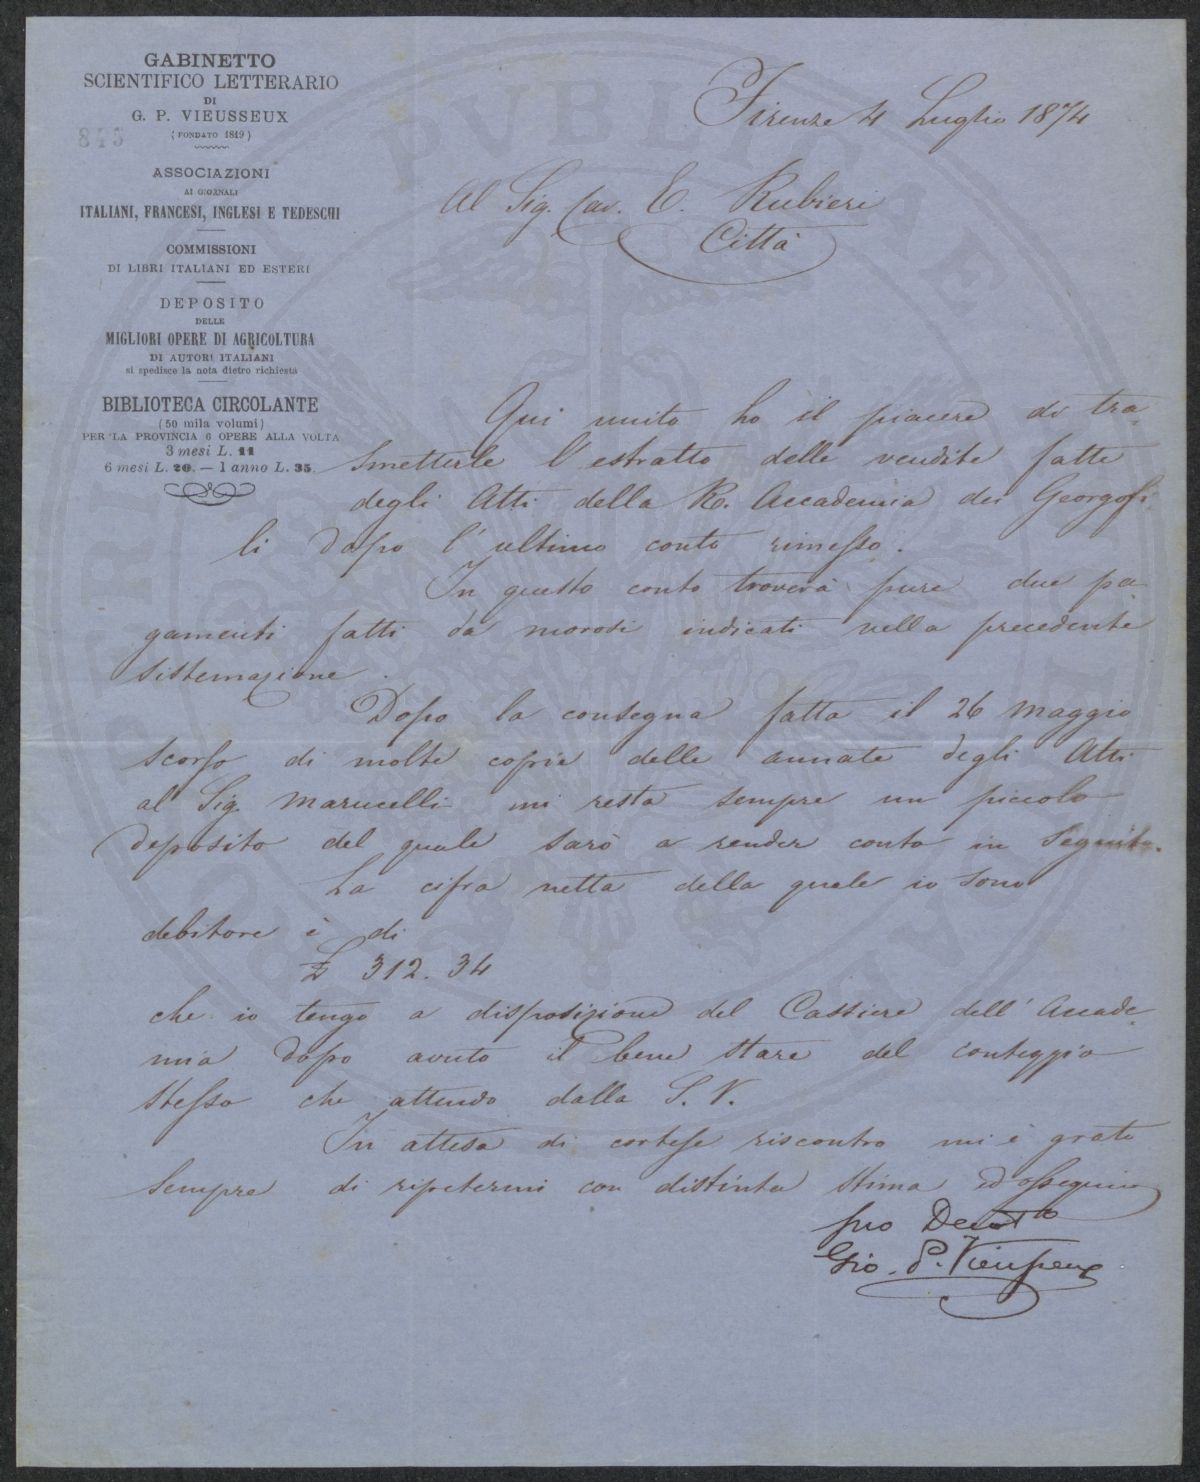 GABINETTO
SCIENTIFICO LETTERARIO
DI
G. P. VIEUSSEUX
(FONDATO 1819)
845
ASSOCIAZIONI
AI GIORNALI
ITALIANI, FRANCESI, INGLESI E TEDESCHI
COMMISSIONI
DI LIBRI ITALIANI ED ESTERI
DEPOSITO
DELLE
MIGLIORI OPERE DI AGRICOLTURA
DI AUTORI ITALIANI
si spedisce la nota dietro richiesta
BIBLIOTECA CIRCOLANTE
(50 mila volumi)
PER LA PROVINCIA 6 OPERE ALLA VOLTA
3 mesi L. 11
6 mesi L. 20. — 1 anno L. 35.
Firenze 4 Luglio 1874
Al Sig. Cav. E. Rubieri
Città
Qui unito ho il piacere di tra-
smetterle l'estratto delle vendite fatte
degli Atti della R. Accademia dei Georgofi-
li dopo l'ultimo conto rimesso.
In questo conto troverà pure due pa-
gamenti fatti da morosi indicati nella precedente
sistemazione.
Dopo la consegna fatta il 26 Maggio
scorso di molte copie delle annate degli Atti
al Sig. Marucelli mi resta sempre un piccolo
deposito del quale sarò a render conto in seguito.
La cifra netta della quale io sono
debitore è di
£ 312.34
che io tengo a disposizione del Cassiere dell'Accade-
mia dopo avuto il bene stare del conteggio
stesso che attendo dalla S. V.
In attesa di cortese riscontro mi è grato
sempre di ripetermi con distinta stima ed ossequio
suo Devot.o
Gio. P. Vieusseux